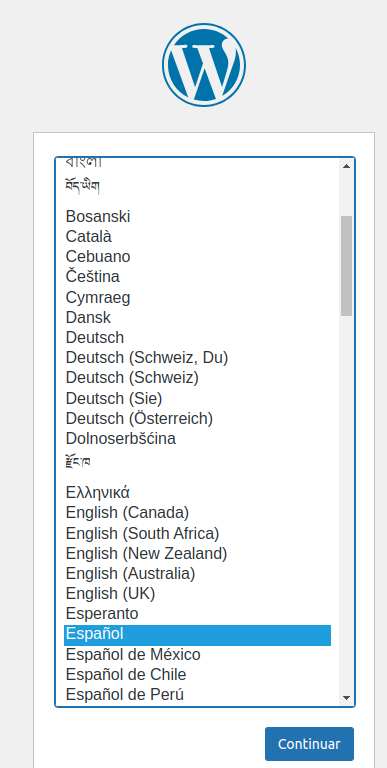 বাংলা
བོད་ཡིག
Bosanski
Català
Cebuano
Čeština
Cymraeg
Dansk
Deutsch
Deutsch (Schweiz, Du)
Deutsch (Schweiz)
Deutsch (Sie)
Deutsch (Österreich)
Dolnoserbšćina
རྫོང་ཁ
Ελληνικά
English (Canada)
English (South Africa)
English (New Zealand)
English (Australia)
English (UK)
Esperanto
Español
Español de México
Español de Chile
Español de Perú
Continuar